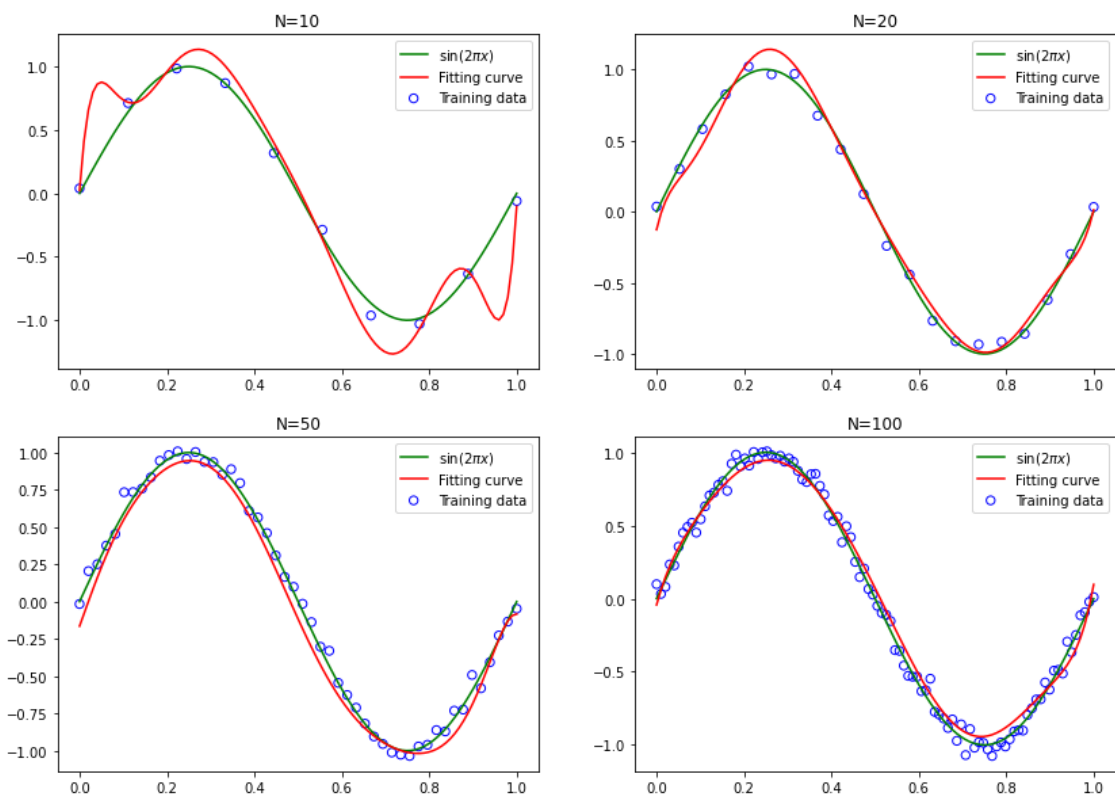 N=10
sin(2πx)
Fitting curve
Training data
1.0
0.5
0.0
−0.5
−1.0
0.0 0.2 0.4 0.6 0.8 1.0
N=20
sin(2πx)
Fitting curve
Training data
1.0
0.5
0.0
−0.5
−1.0
0.0 0.2 0.4 0.6 0.8 1.0
N=50
sin(2πx)
Fitting curve
Training data
1.00
0.75
0.50
0.25
0.00
−0.25
−0.50
−0.75
−1.00
0.0 0.2 0.4 0.6 0.8 1.0
N=100
sin(2πx)
Fitting curve
Training data
1.0
0.5
0.0
−0.5
−1.0
0.0 0.2 0.4 0.6 0.8 1.0